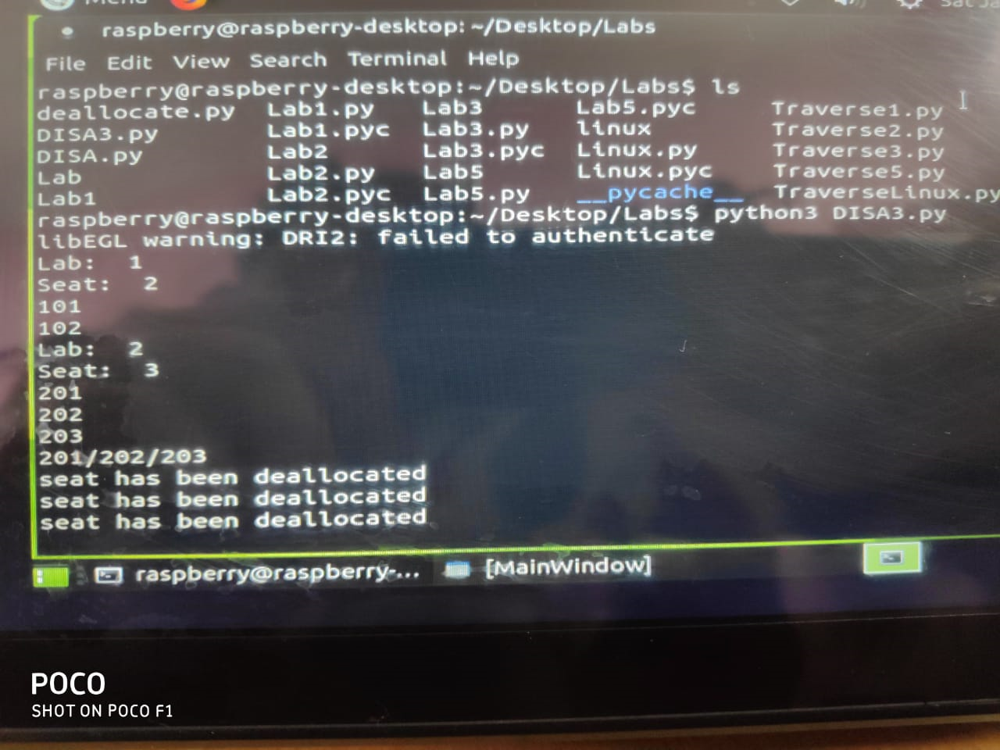 Menu
raspberry@raspberry-desktop: ~/Desktop/Labs
File Edit View Search Terminal Help
raspberry@raspberry-desktop:~/Desktop/Labs$ ls
deallocate.py Lab1.py Lab3 Lab5.pyc Traverse1.py
DISA3.py Lab1.pyc Lab3.py linux Traverse2.py
DISA.py Lab2 Lab3.pyc Linux.py Traverse3.py
Lab Lab2.py Lab5 Linux.pyc Traverse5.py
Lab1 Lab2.pyc Lab5.py __pycache__ TraverseLinux.py
raspberry@raspberry-desktop:~/Desktop/Labs$ python3 DISA3.py
libEGL warning: DRI2: failed to authenticate
Lab: 1
Seat: 2
101
102
Lab: 2
Seat: 3
201
202
203
201/202/203
seat has been deallocated
seat has been deallocated
seat has been deallocated
raspberry@raspberry-... [MainWindow]
POCO
SHOT ON POCO F1